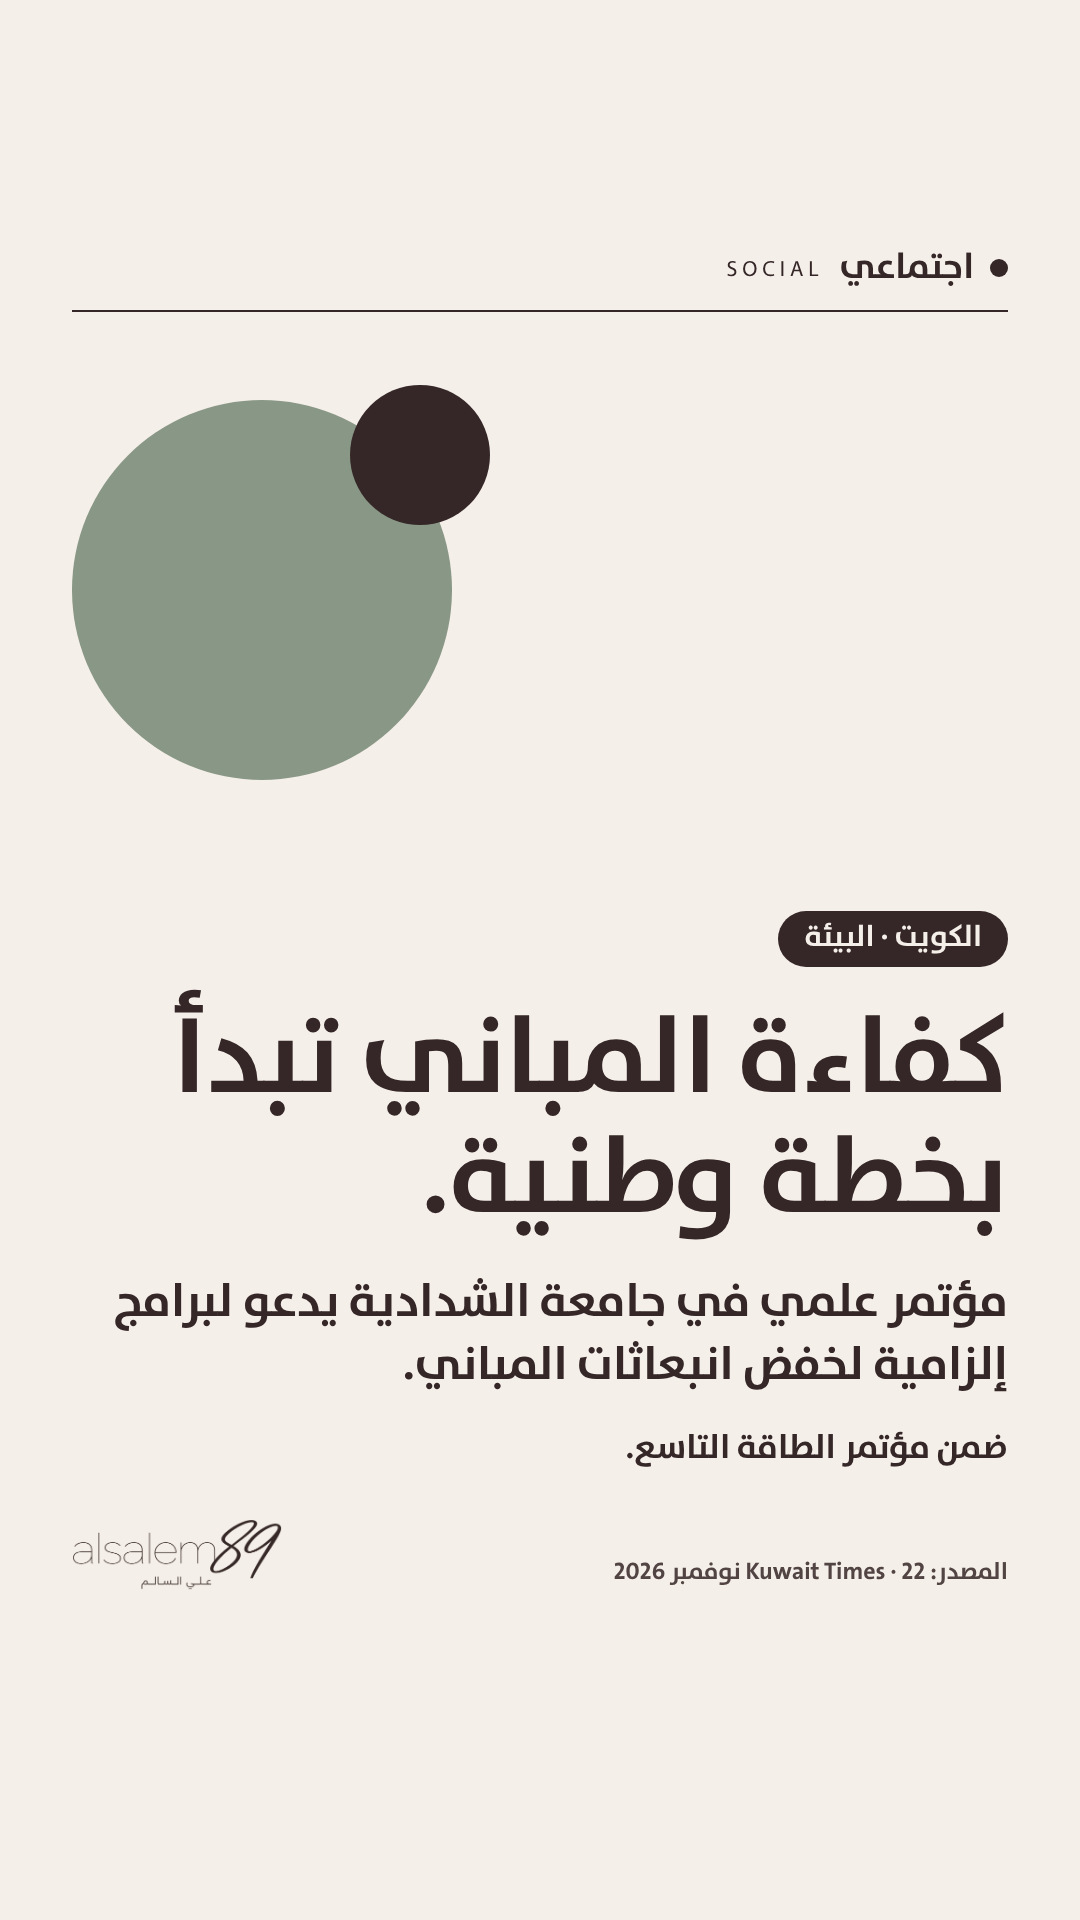 اجتماعي SOCIAL
الكويت · البيئة
كفاءة المباني تبدأ
بخطة وطنية.
مؤتمر علمي في جامعة الشدادية يدعو لبرامج
إلزامية لخفض انبعاثات المباني.
ضمن مؤتمر الطاقة التاسع.
المصدر: Kuwait Times · 22 نوفمبر 2026
alsalem89
علي السالم